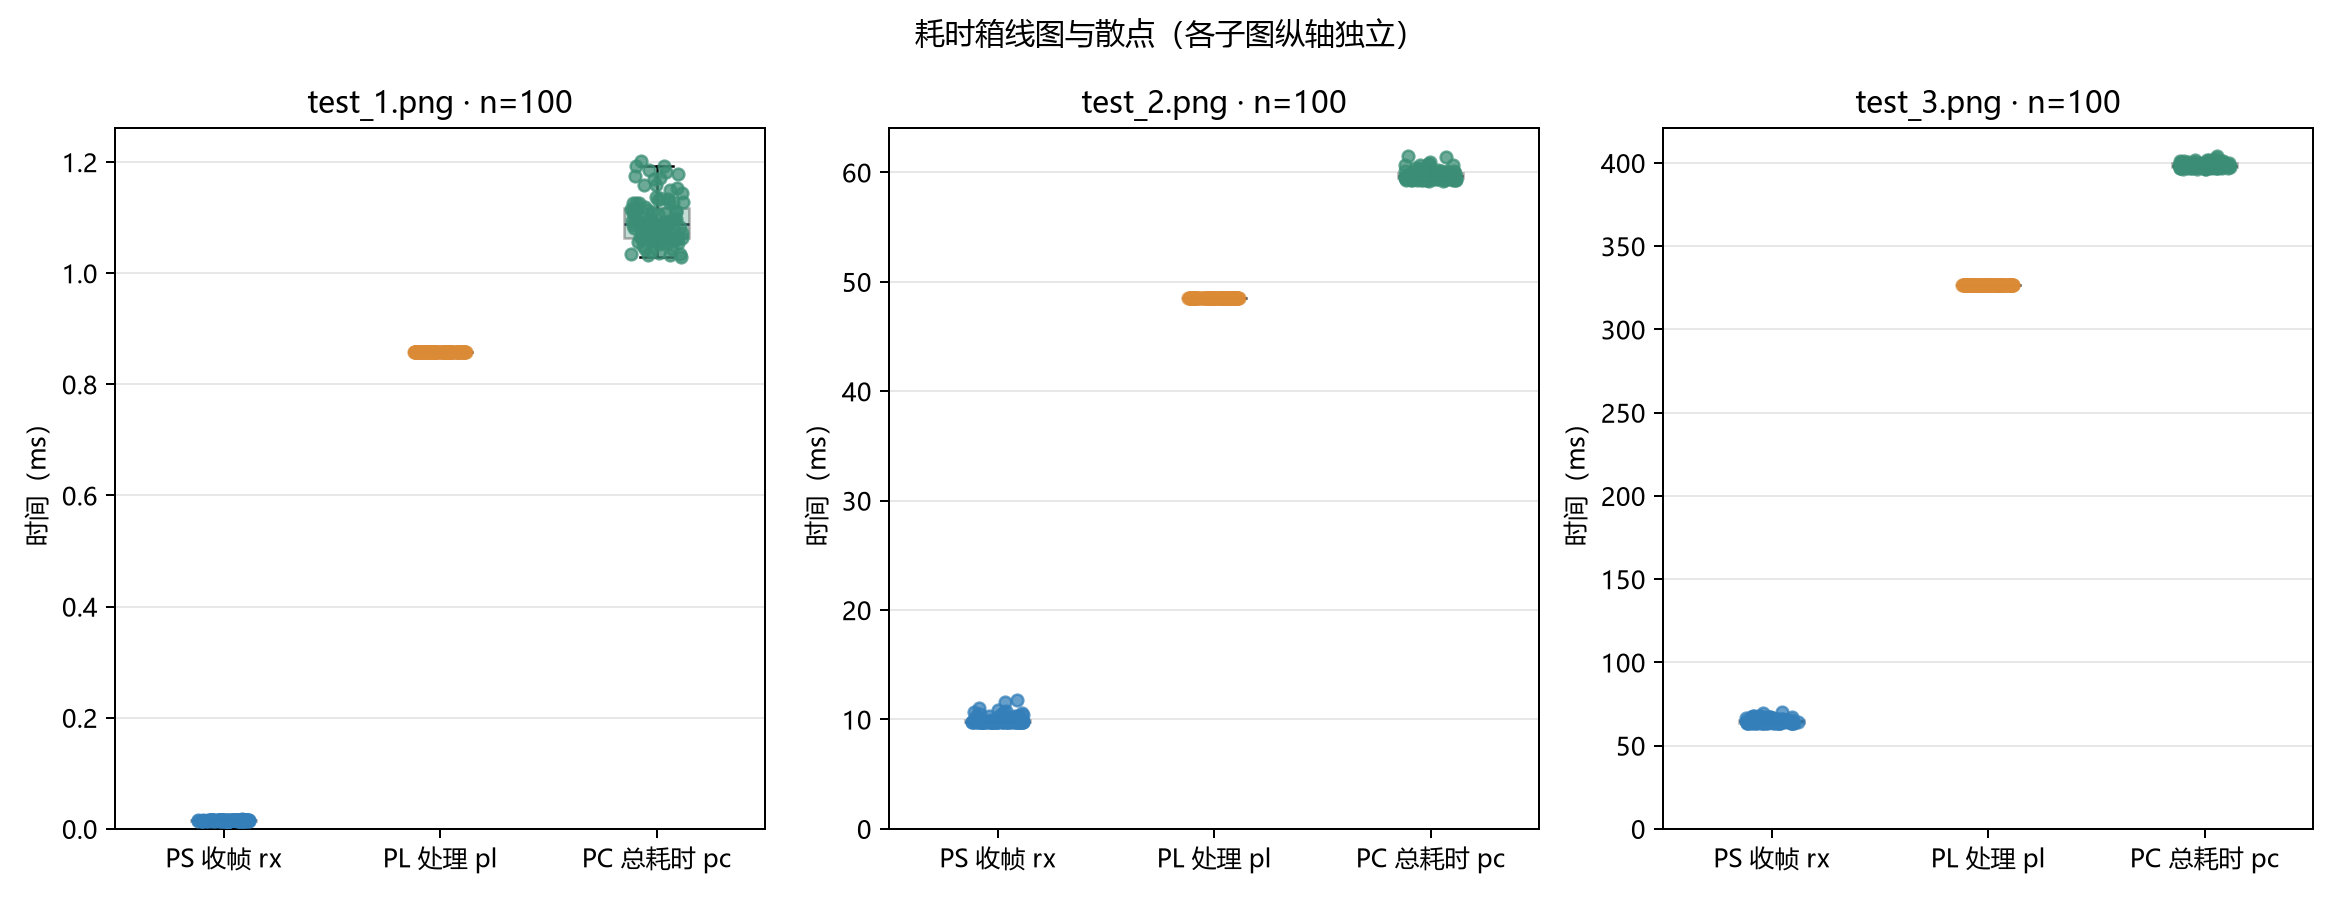 耗时箱线图与散点（各子图纵轴独立）
test_1.png · n=100
时间（ms）
1.2
1.0
0.8
0.6
0.4
0.2
0.0
PS 收帧 rx
PL 处理 pl
PC 总耗时 pc
test_2.png · n=100
时间（ms）
60
50
40
30
20
10
0
PS 收帧 rx
PL 处理 pl
PC 总耗时 pc
test_3.png · n=100
时间（ms）
400
350
300
250
200
150
100
50
0
PS 收帧 rx
PL 处理 pl
PC 总耗时 pc